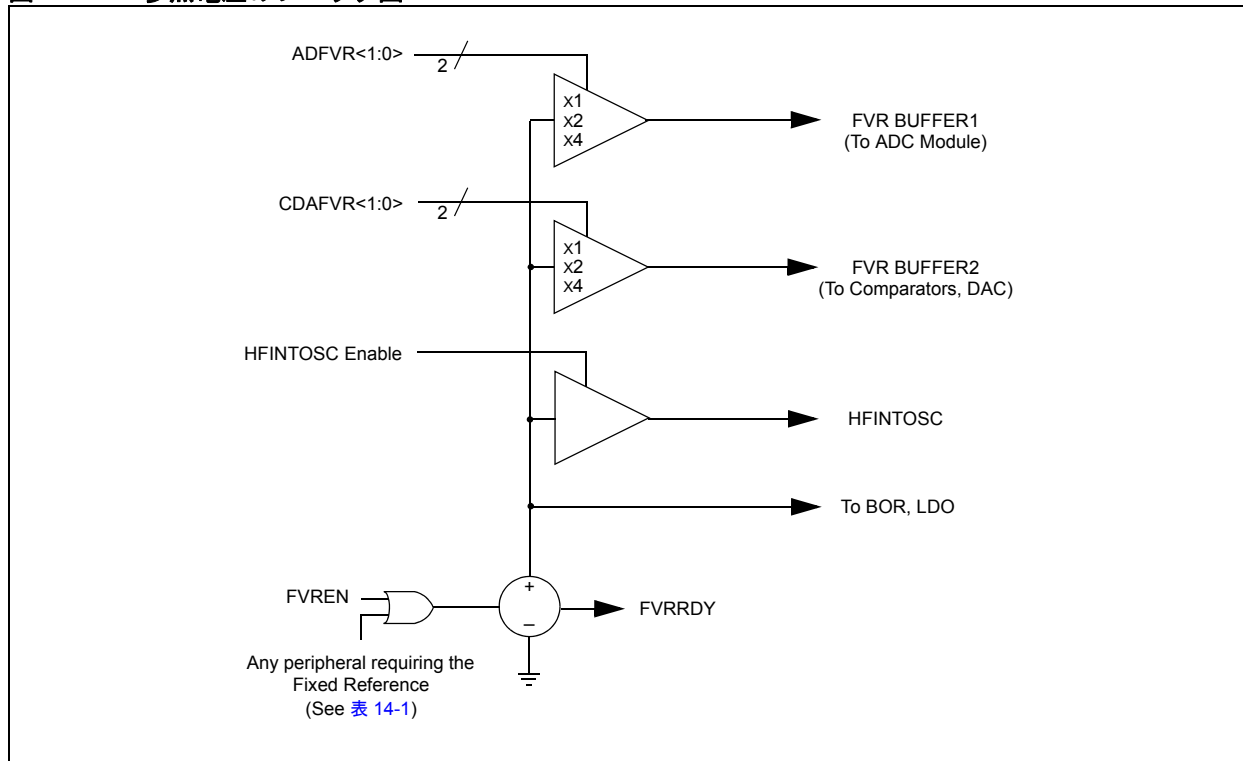 ADFVR<1:0>
2
x1
x2
x4
FVR BUFFER1
(To ADC Module)
CDAFVR<1:0>
2
x1
x2
x4
FVR BUFFER2
(To Comparators, DAC)
HFINTOSC Enable
HFINTOSC
To BOR, LDO
FVREN
+
_
FVRRDY
Any peripheral requiring the
Fixed Reference
(See 表 14-1)